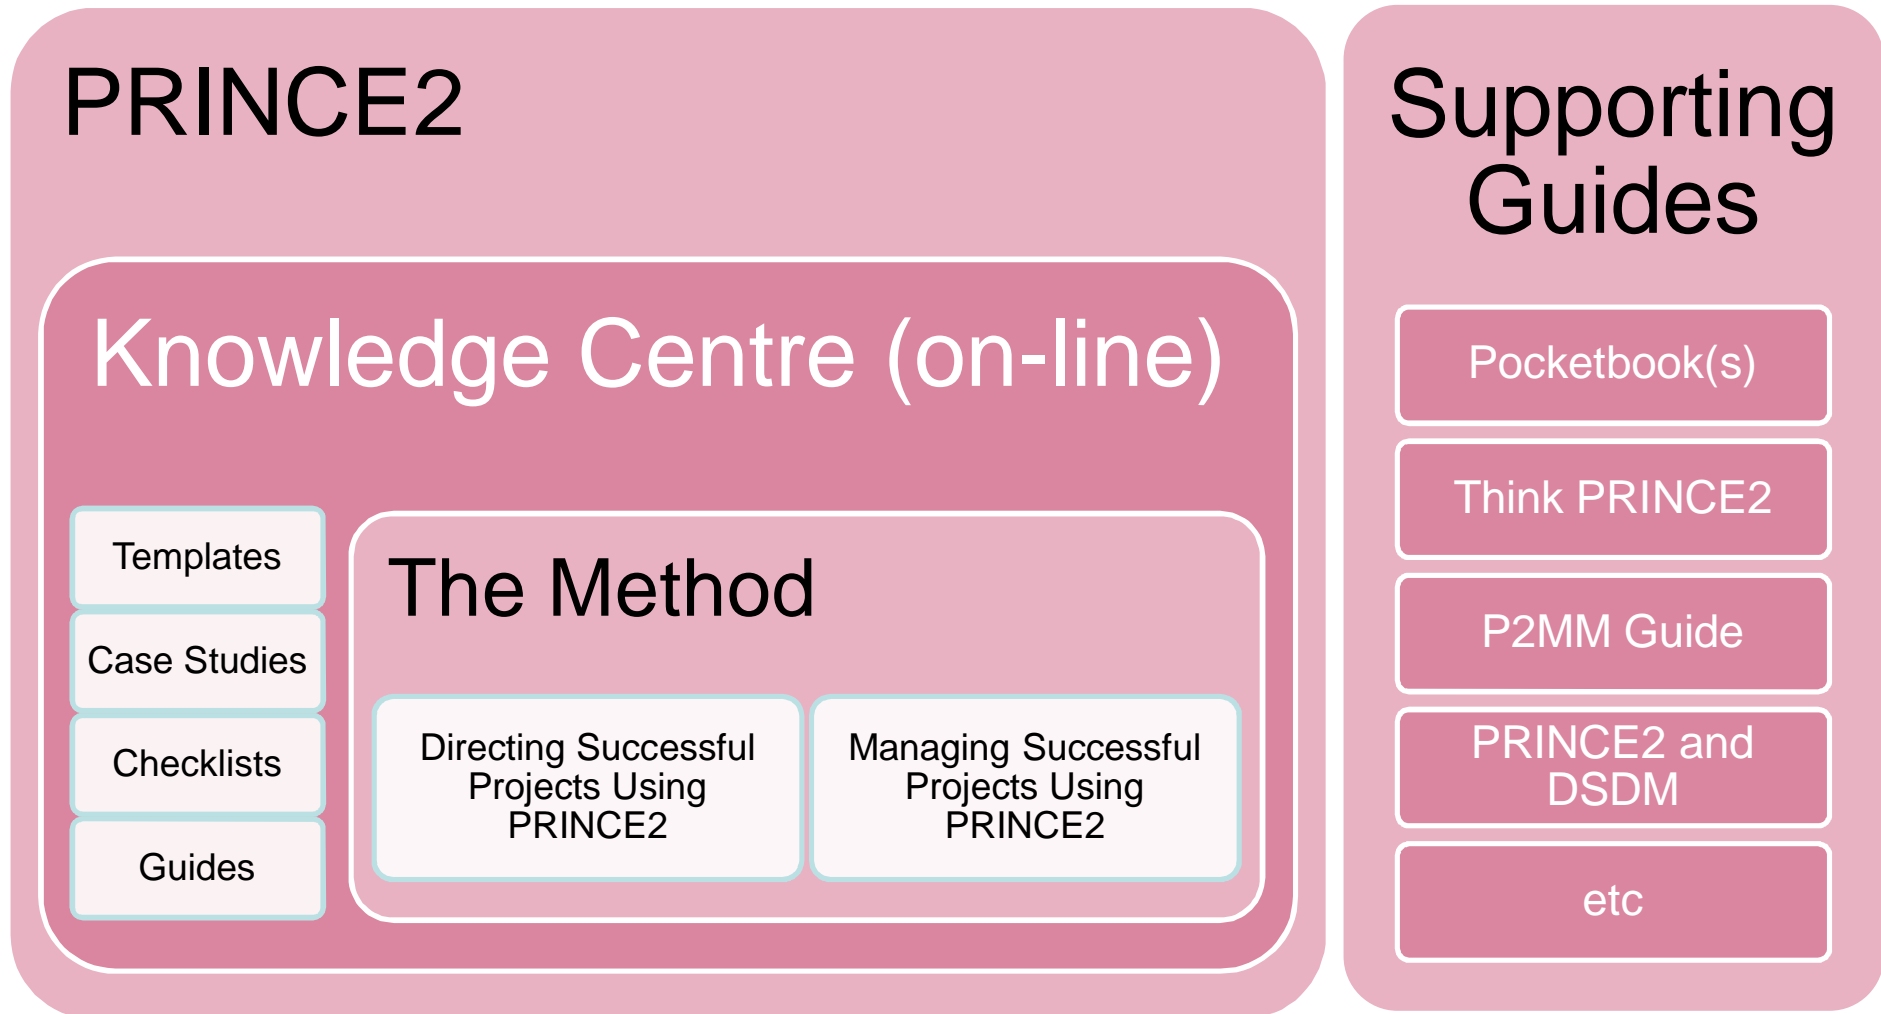 PRINCE2
Knowledge Centre (on-line)
Templates
Case Studies
Checklists
Guides
The Method
Directing Successful
Projects Using
PRINCE2
Managing Successful
Projects Using
PRINCE2
Supporting
Guides
Pocketbook(s)
Think PRINCE2
P2MM Guide
PRINCE2 and
DSDM
etc